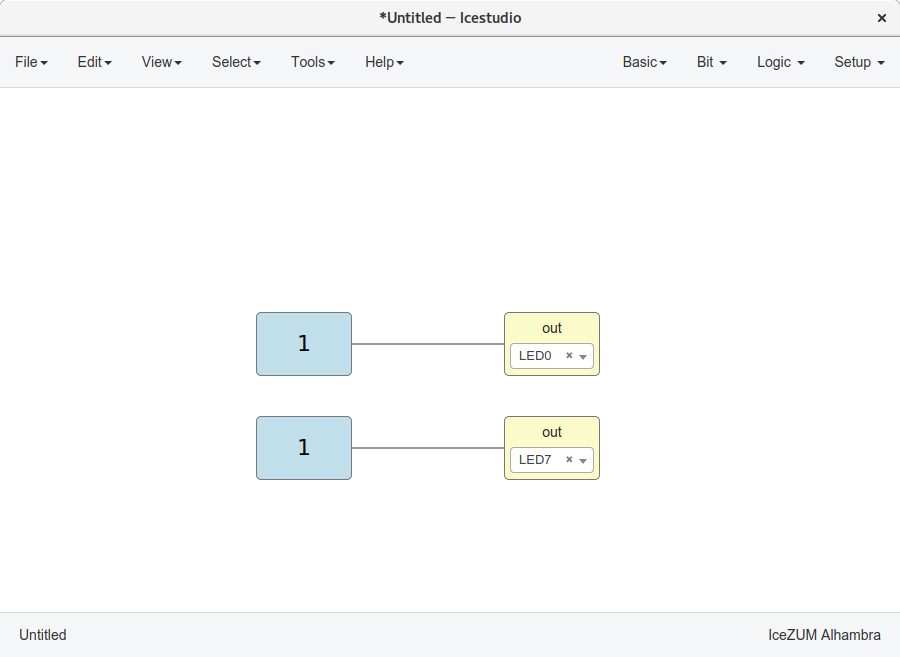 *Untitled — Icestudio ×
File Edit View Select Tools Help Basic Bit Logic Setup
out
1 LED0 ×
out
1 LED7 ×
Untitled IceZUM Alhambra